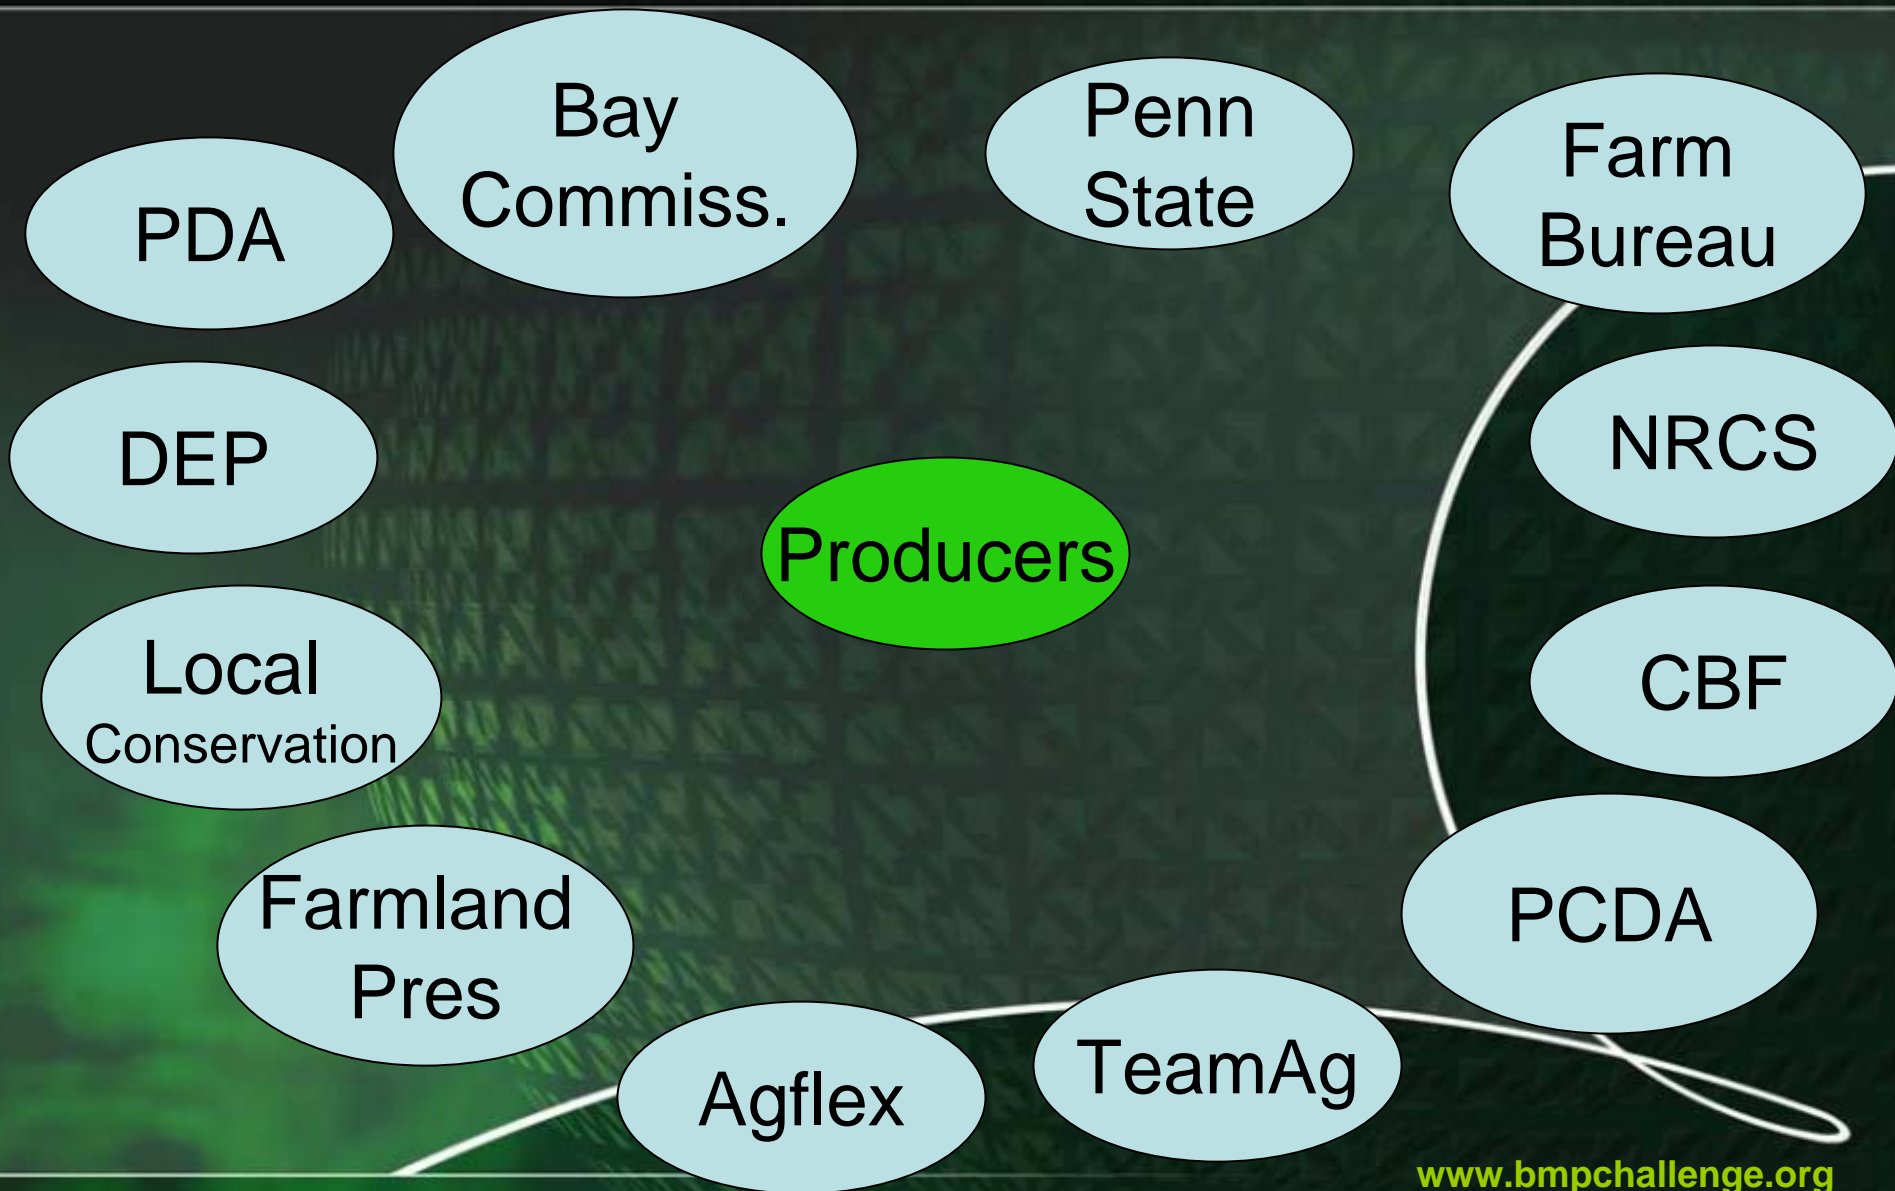 Bay
Commiss.
Penn
State
Farm
Bureau
PDA
DEP
NRCS
Producers
Local
Conservation
CBF
Farmland
Pres
PCDA
Agflex
TeamAg
www.bmpchallenge.org